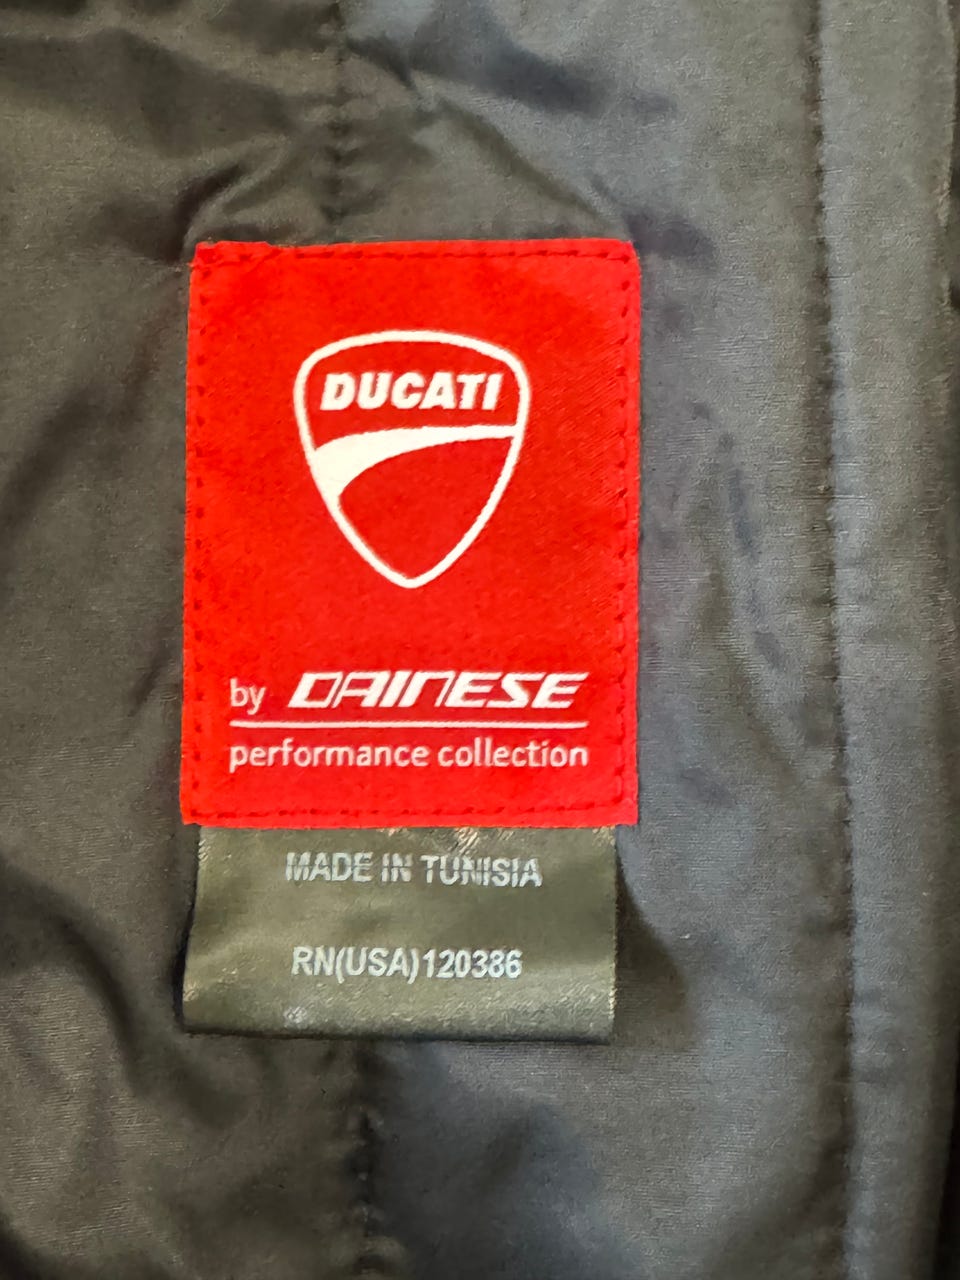 DUCATI
by DAINESE
performance collection
MADE IN TUNISIA
RN(USA)120386